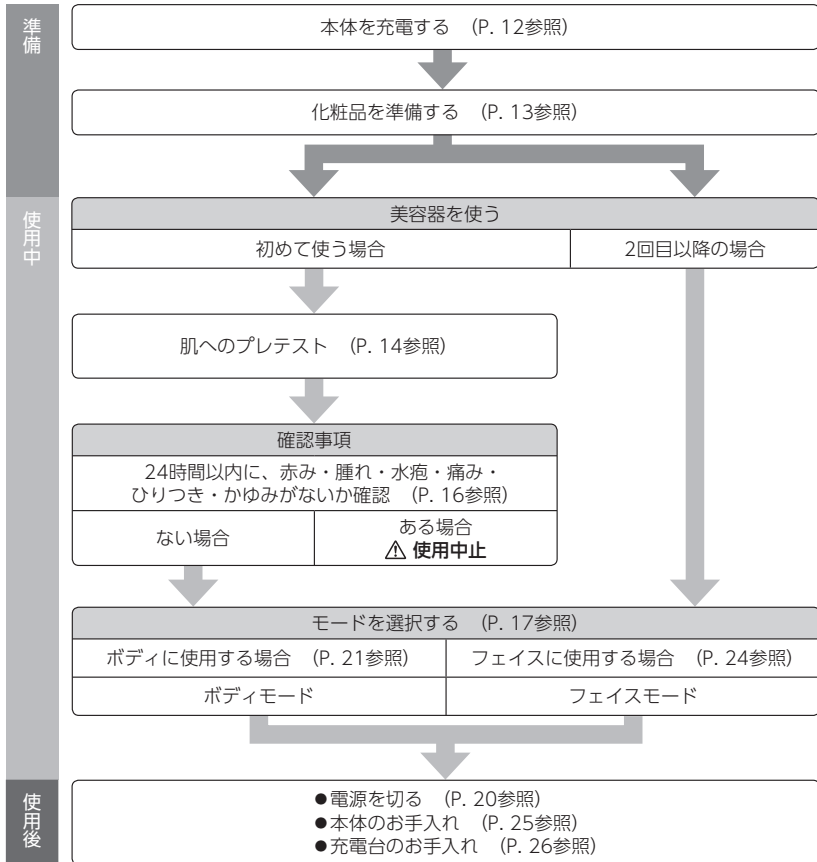 準備
本体を充電する （P. 12参照）
化粧品を準備する （P. 13参照）
使用中
美容器を使う
初めて使う場合
2回目以降の場合
肌へのプレテスト （P. 14参照）
確認事項
24時間以内に、赤み・腫れ・水疱・痛み・
ひりつき・かゆみがないか確認 （P. 16参照）
ない場合
ある場合
⚠ 使用中止
モードを選択する （P. 17参照）
ボディに使用する場合 （P. 21参照）
フェイスに使用する場合 （P. 24参照）
ボディモード
フェイスモード
使用後
●電源を切る （P. 20参照）
●本体のお手入れ （P. 25参照）
●充電台のお手入れ （P. 26参照）